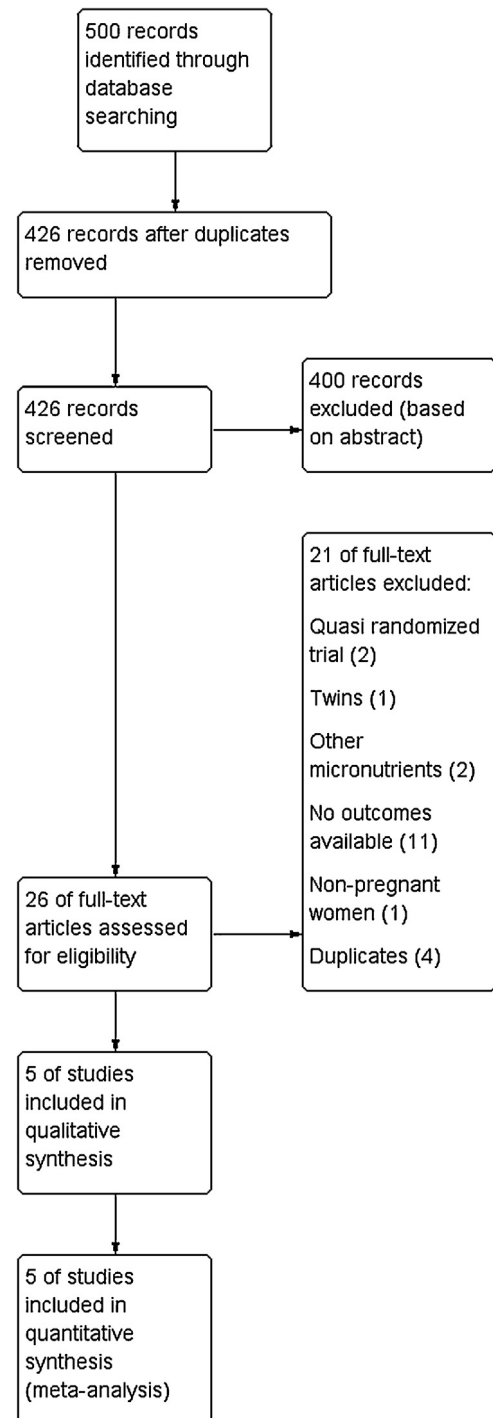 500 records
identified through
database
searching
426 records after duplicates
removed
426 records
screened
400 records
excluded (based
on abstract)
21 of full-text
articles excluded:
Quasi randomized
trial (2)
Twins (1)
Other
micronutrients (2)
No outcomes
available (11)
Non-pregnant
women (1)
Duplicates (4)
26 of full-text
articles assessed
for eligibility
5 of studies
included in
qualitative
synthesis
5 of studies
included in
quantitative
synthesis
(meta-analysis)